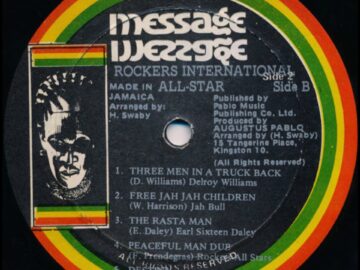 message
message
ROCKERS INTERNATIONAL
Side 2
MADE IN ALL-STAR Side B
JAMAICA
Arranged by:
H. Swaby
Published by
Pablo Music
Publishing Co. Ltd.
Produced by
AUGUSTUS PABLO
Arranged by (H. Swaby)
15 Tangerine Place,
Kingston 10.
(All Rights Reserved)
1. THREE MEN IN A TRUCK BACK
(D. Williams) Delroy Williams
2. FREE JAH JAH CHILDREN
(W. Harrison) Jah Bull
3. THE RASTA MAN
(E. Daley) Earl Sixteen Daley
4. PEACEFUL MAN DUB
(F. Prendegras) Rockers All Stars
5.
RESERVED